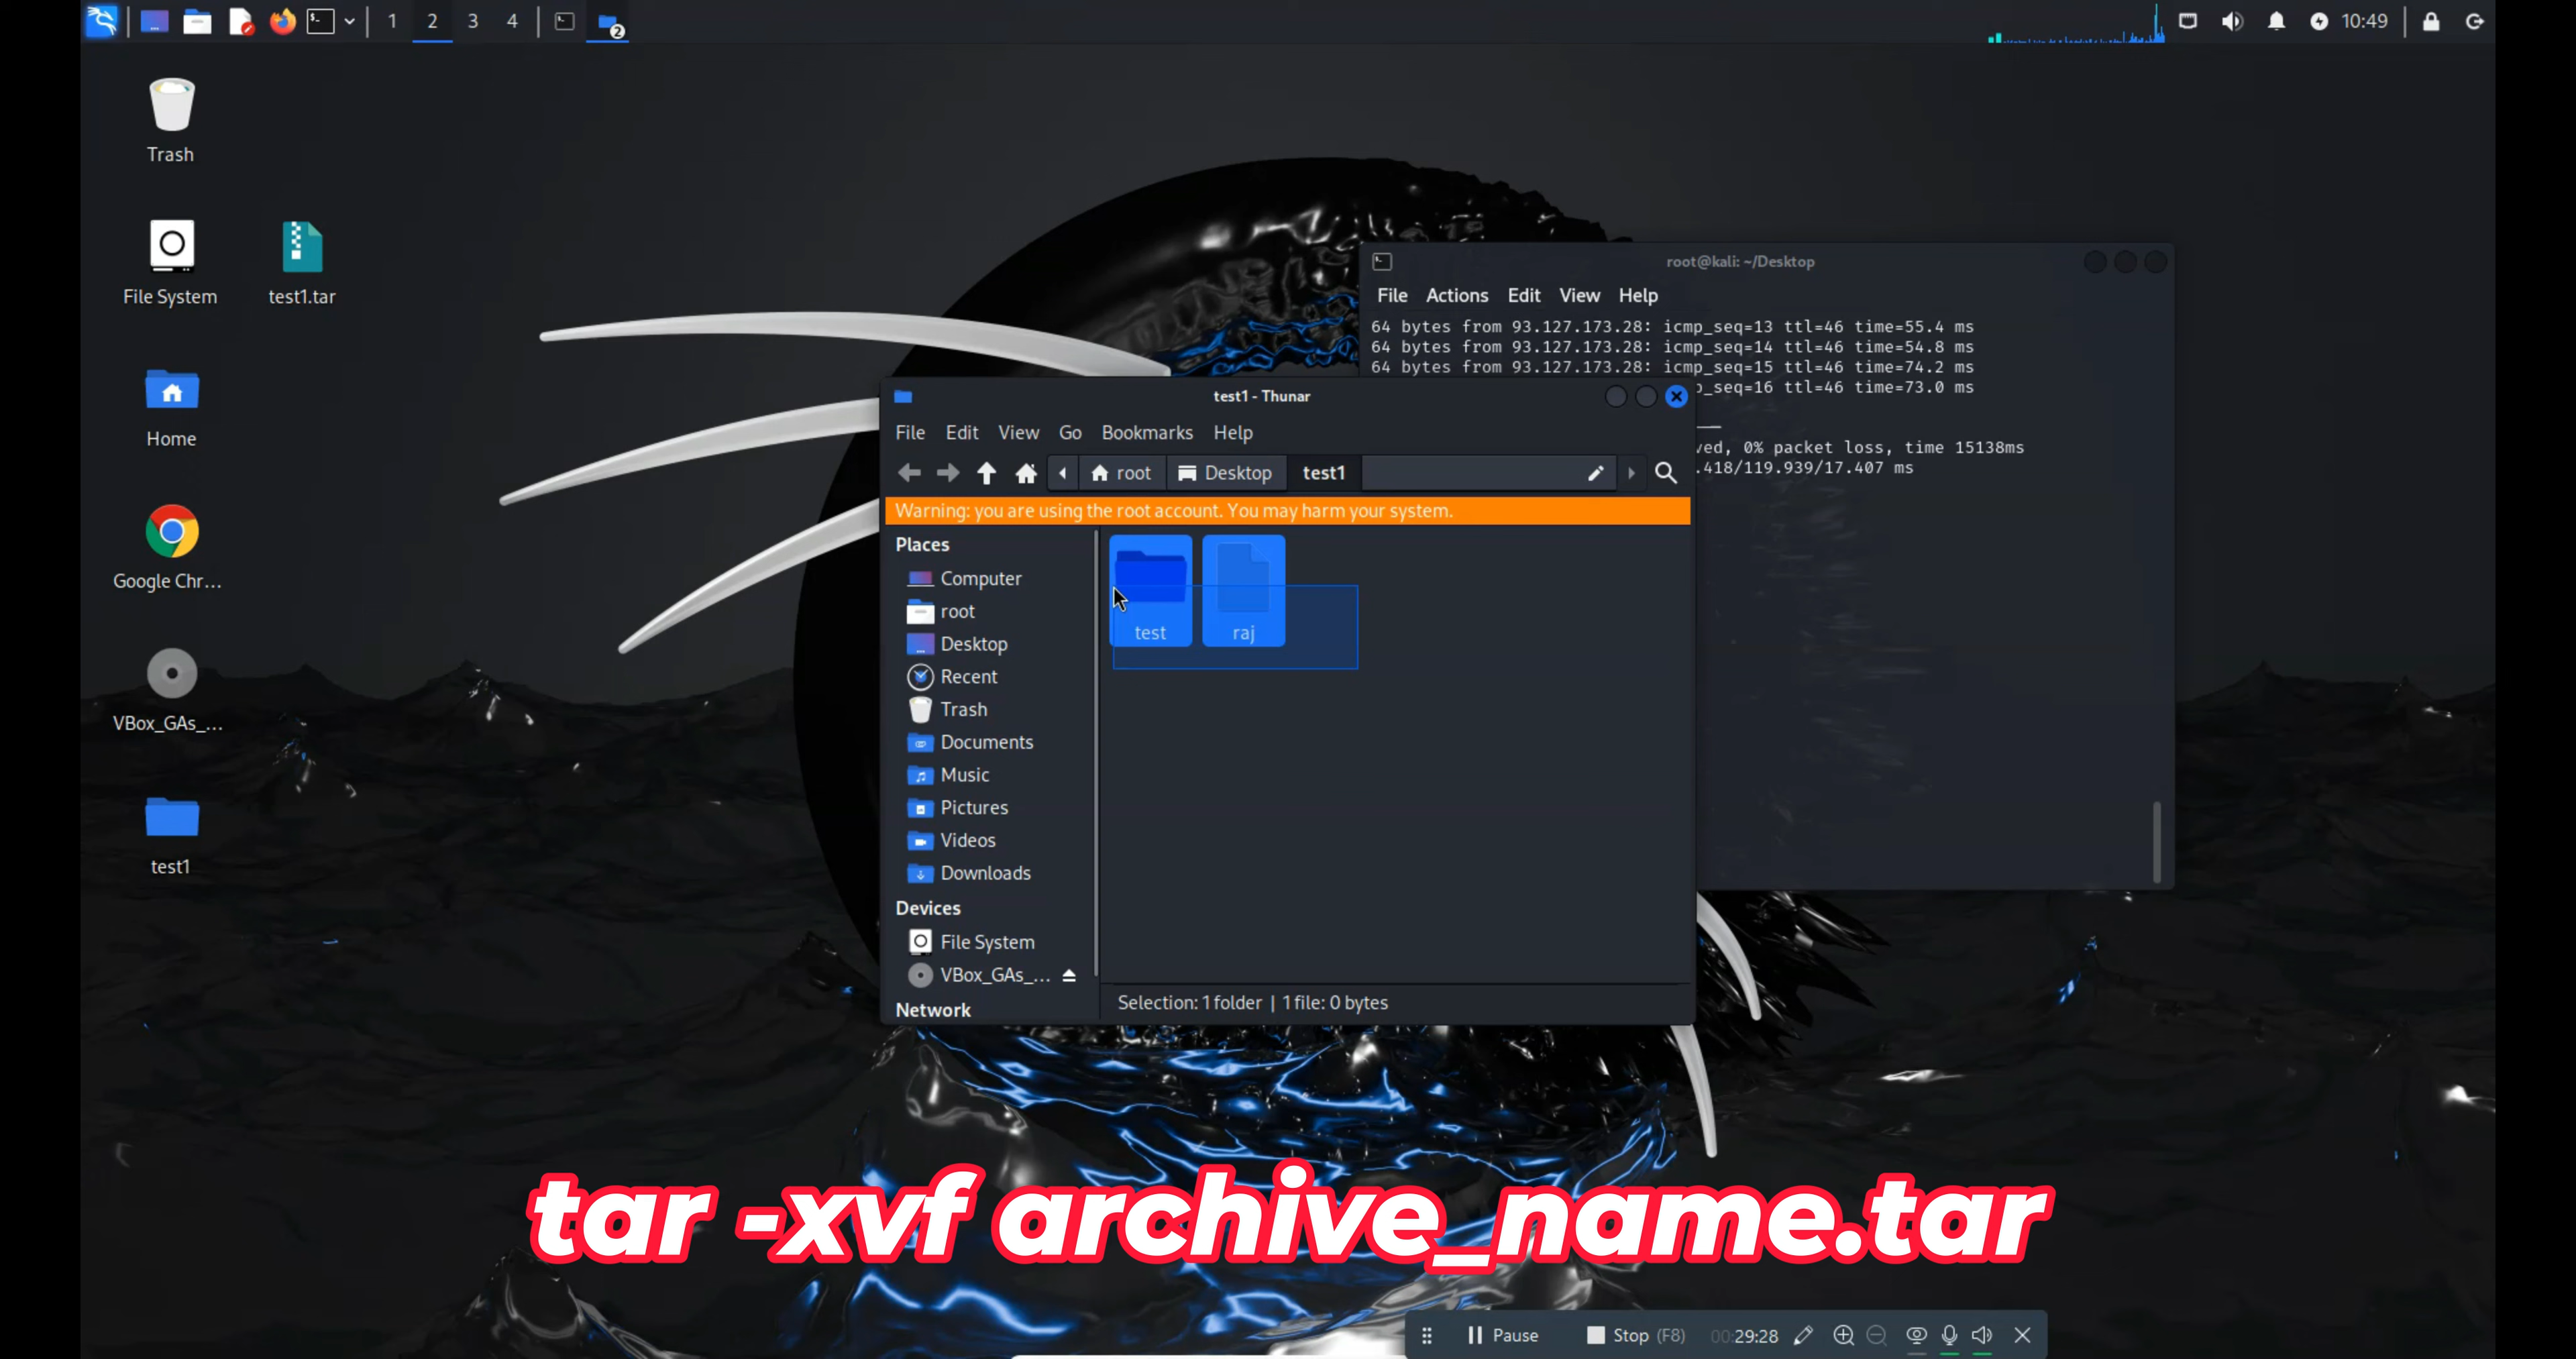 1 2 3 4 2 10:49
Trash
File System test1.tar
Home
Google Chr...
VBox_GAs_...
test1
root@kali: ~/Desktop
File Actions Edit View Help
64 bytes from 93.127.173.28: icmp_seq=13 ttl=46 time=55.4 ms
64 bytes from 93.127.173.28: icmp_seq=14 ttl=46 time=54.8 ms
64 bytes from 93.127.173.28: icmp_seq=15 ttl=46 time=74.2 ms
p_seq=16 ttl=46 time=73.0 ms
ved, 0% packet loss, time 15138ms
.418/119.939/17.407 ms
test1 - Thunar
File Edit View Go Bookmarks Help
root Desktop test1
Warning: you are using the root account. You may harm your system.
Places
Computer
root
Desktop
Recent
Trash
Documents
Music
Pictures
Videos
Downloads
Devices
File System
VBox_GAs_...
Network
test raj
Selection: 1 folder | 1 file: 0 bytes
tar -xvf archive_name.tar
Pause Stop (F8) 00:29:28